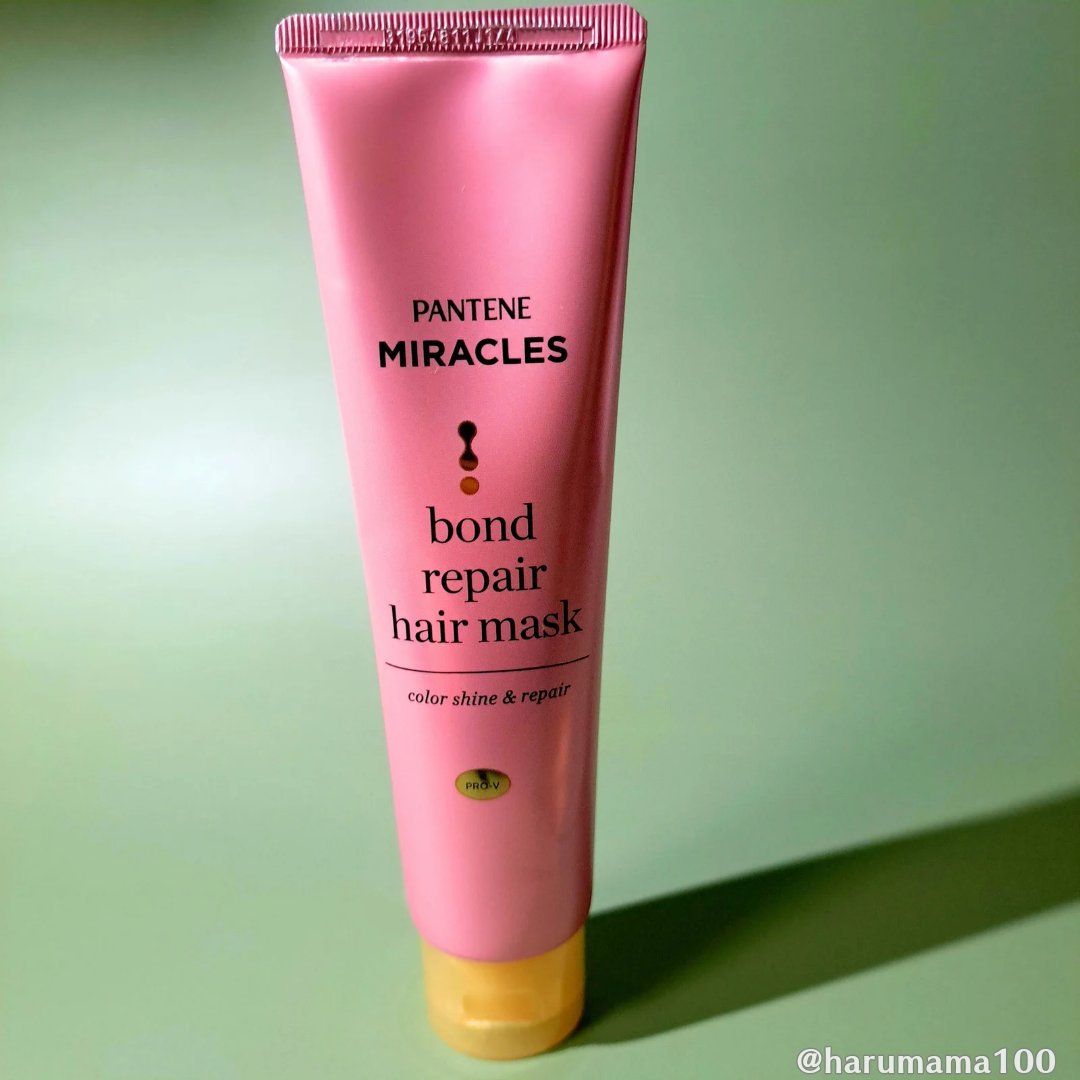 PANTENE
MIRACLES
bond
repair
hair mask
color shine & repair
PRO-V
@harumama100